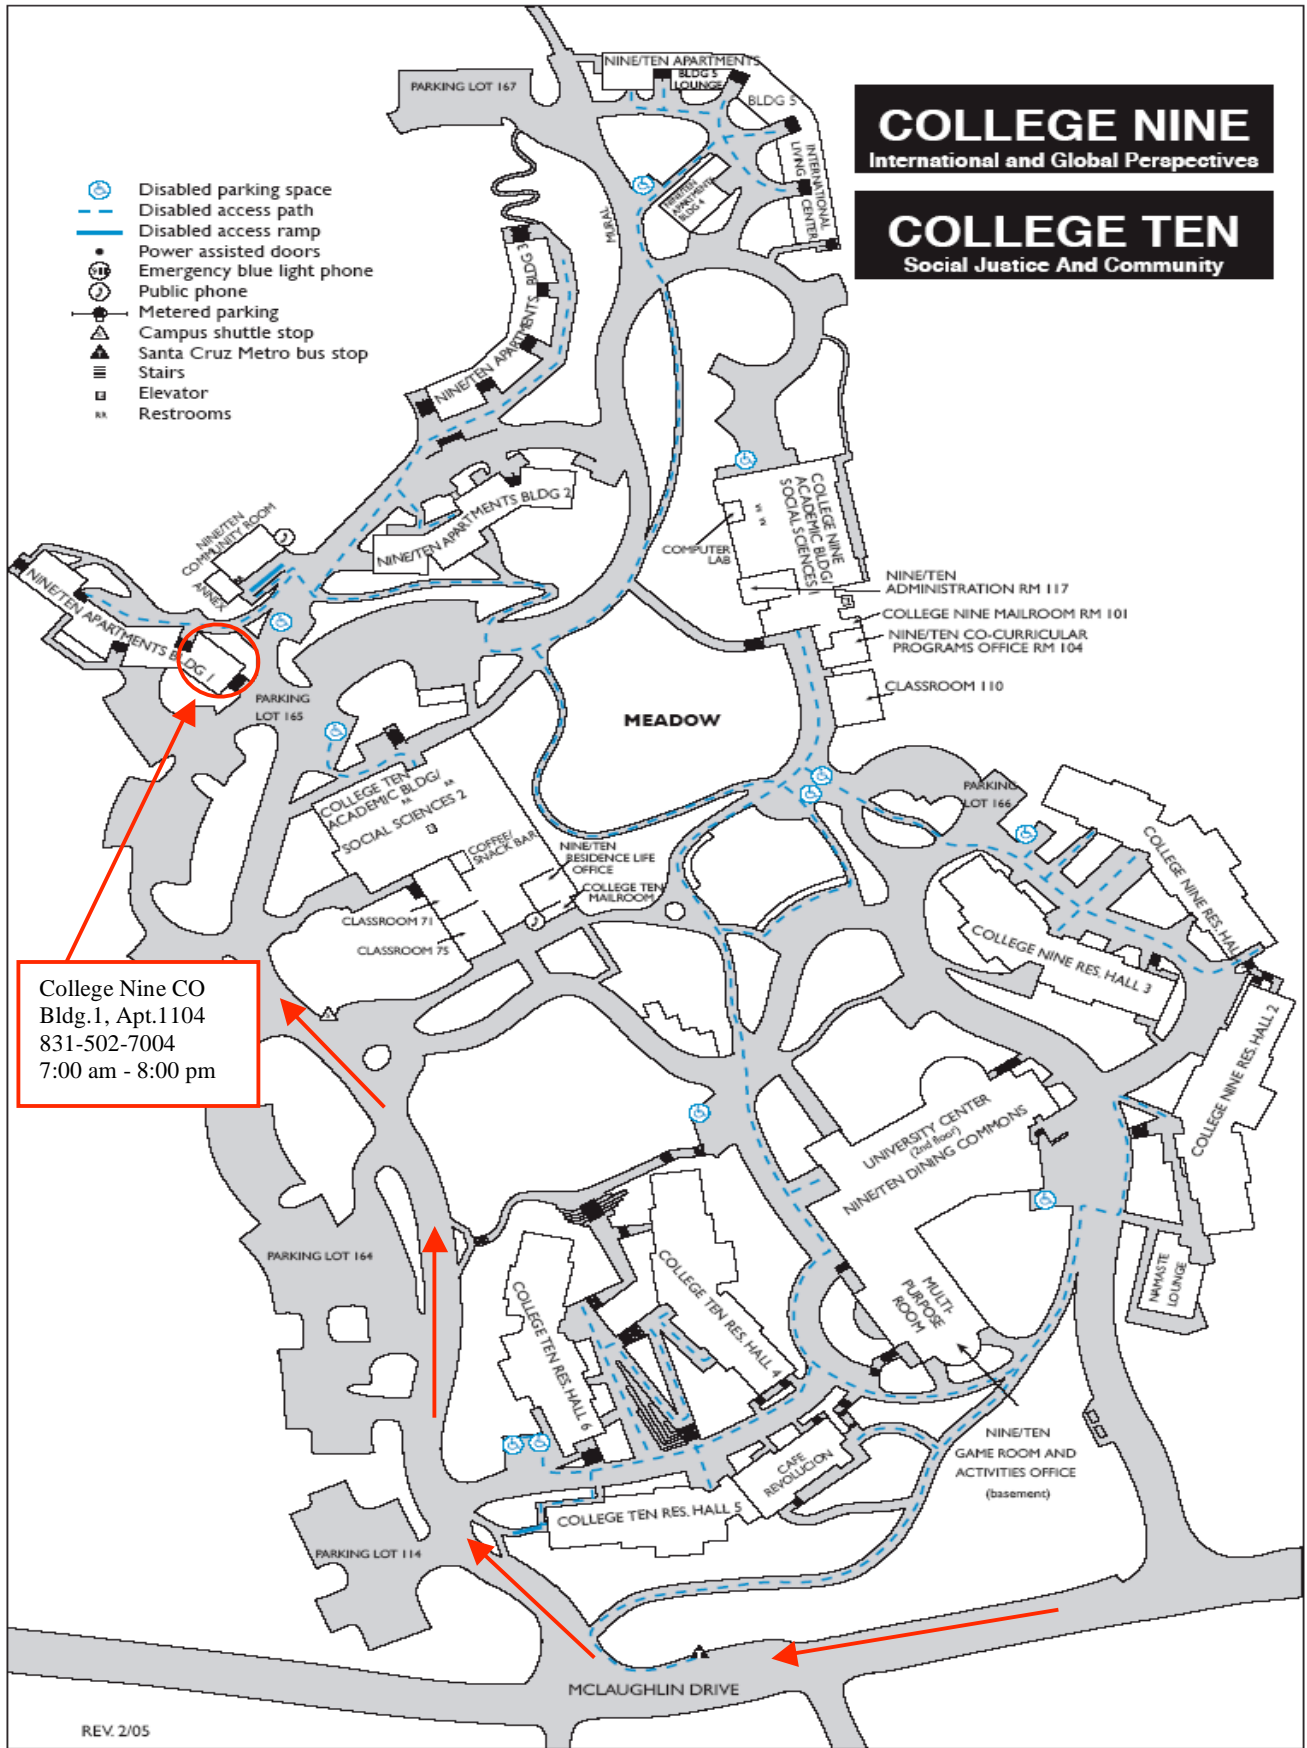 COLLEGE NINE
International and Global Perspectives
COLLEGE TEN
Social Justice And Community
Disabled parking space
Disabled access path
Disabled access ramp
Power assisted doors
Emergency blue light phone
Public phone
Metered parking
Campus shuttle stop
Santa Cruz Metro bus stop
Stairs
E
Elevator
RR
Restrooms
PARKING LOT 167
NINE/TEN APARTMENTS
BLDG 5
LOUNGE
BLDG 5
INTERNATIONAL
LIVING CENTER
NINE/TEN
APARTMENT
BLDG 4
MURAL
NINE/TEN APARTMENTS BLDG 3
NINE/TEN APARTMENTS BLDG 2
NINE/TEN
COMMUNITY ROOM
ANNEX
NINE/TEN APARTMENTS BLDG 1
PARKING
LOT 165
COLLEGE NINE
ACADEMIC BLDG/
SOCIAL SCIENCES 1
COMPUTER
LAB
NINE/TEN
ADMINISTRATION RM 117
COLLEGE NINE MAILROOM RM 101
NINE/TEN CO-CURRICULAR
PROGRAMS OFFICE RM 104
CLASSROOM 110
MEADOW
COLLEGE TEN
ACADEMIC BLDG/
SOCIAL SCIENCES 2
COFFEE/
SNACK BAR
NINE/TEN
RESIDENCE LIFE
OFFICE
COLLEGE TEN
MAILROOM
CLASSROOM 71
CLASSROOM 75
PARKING
LOT 166
COLLEGE NINE RES. HALL
COLLEGE NINE RES. HALL 3
COLLEGE NINE RES. HALL 2
College Nine CO
Bldg.1, Apt.1104
831-502-7004
7:00 am - 8:00 pm
UNIVERSITY CENTER
(2nd floor)
NINE/TEN DINING COMMONS
MULTI-
PURPOSE
ROOM
NAMASTE
LOUNGE
PARKING LOT 164
COLLEGE TEN RES. HALL 4
COLLEGE TEN RES. HALL 6
CAFE
REVOLUCION
COLLEGE TEN RES. HALL 5
NINE/TEN
GAME ROOM AND
ACTIVITIES OFFICE
(basement)
PARKING LOT 114
MCLAUGHLIN DRIVE
REV. 2/05